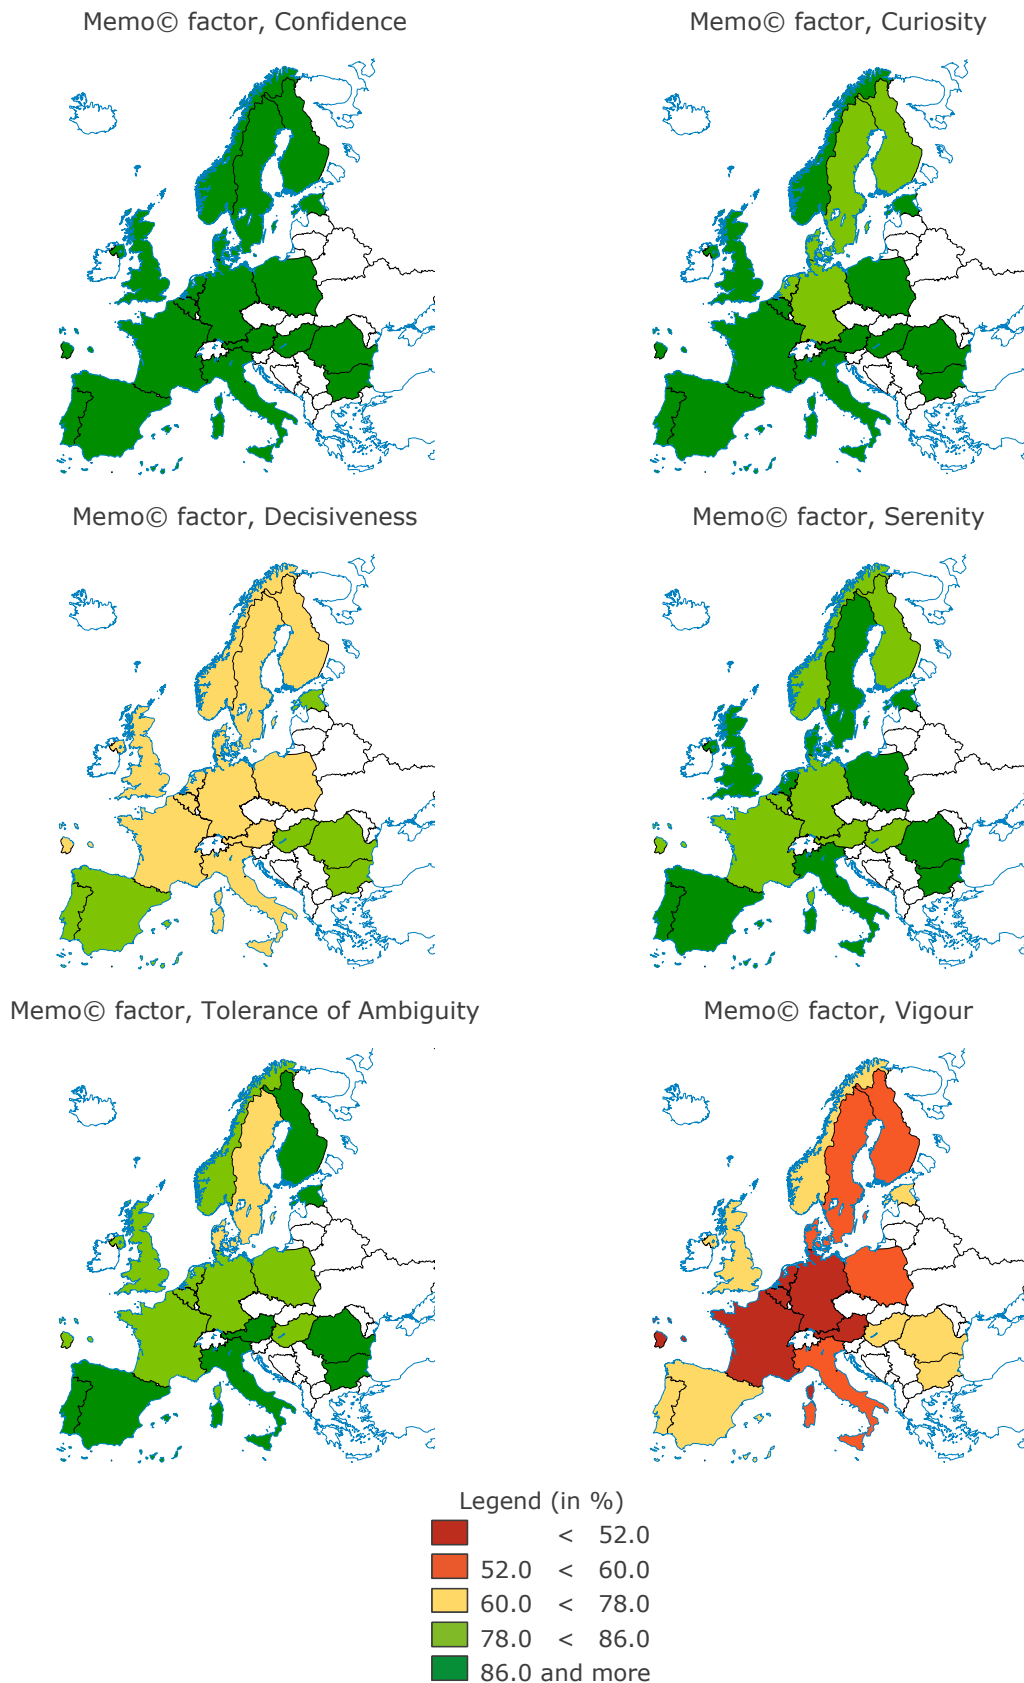 Memo© factor, Confidence
Memo© factor, Curiosity
Memo© factor, Decisiveness
Memo© factor, Serenity
Memo© factor, Tolerance of Ambiguity
Memo© factor, Vigour
Legend (in %)
< 52.0
52.0 < 60.0
60.0 < 78.0
78.0 < 86.0
86.0 and more